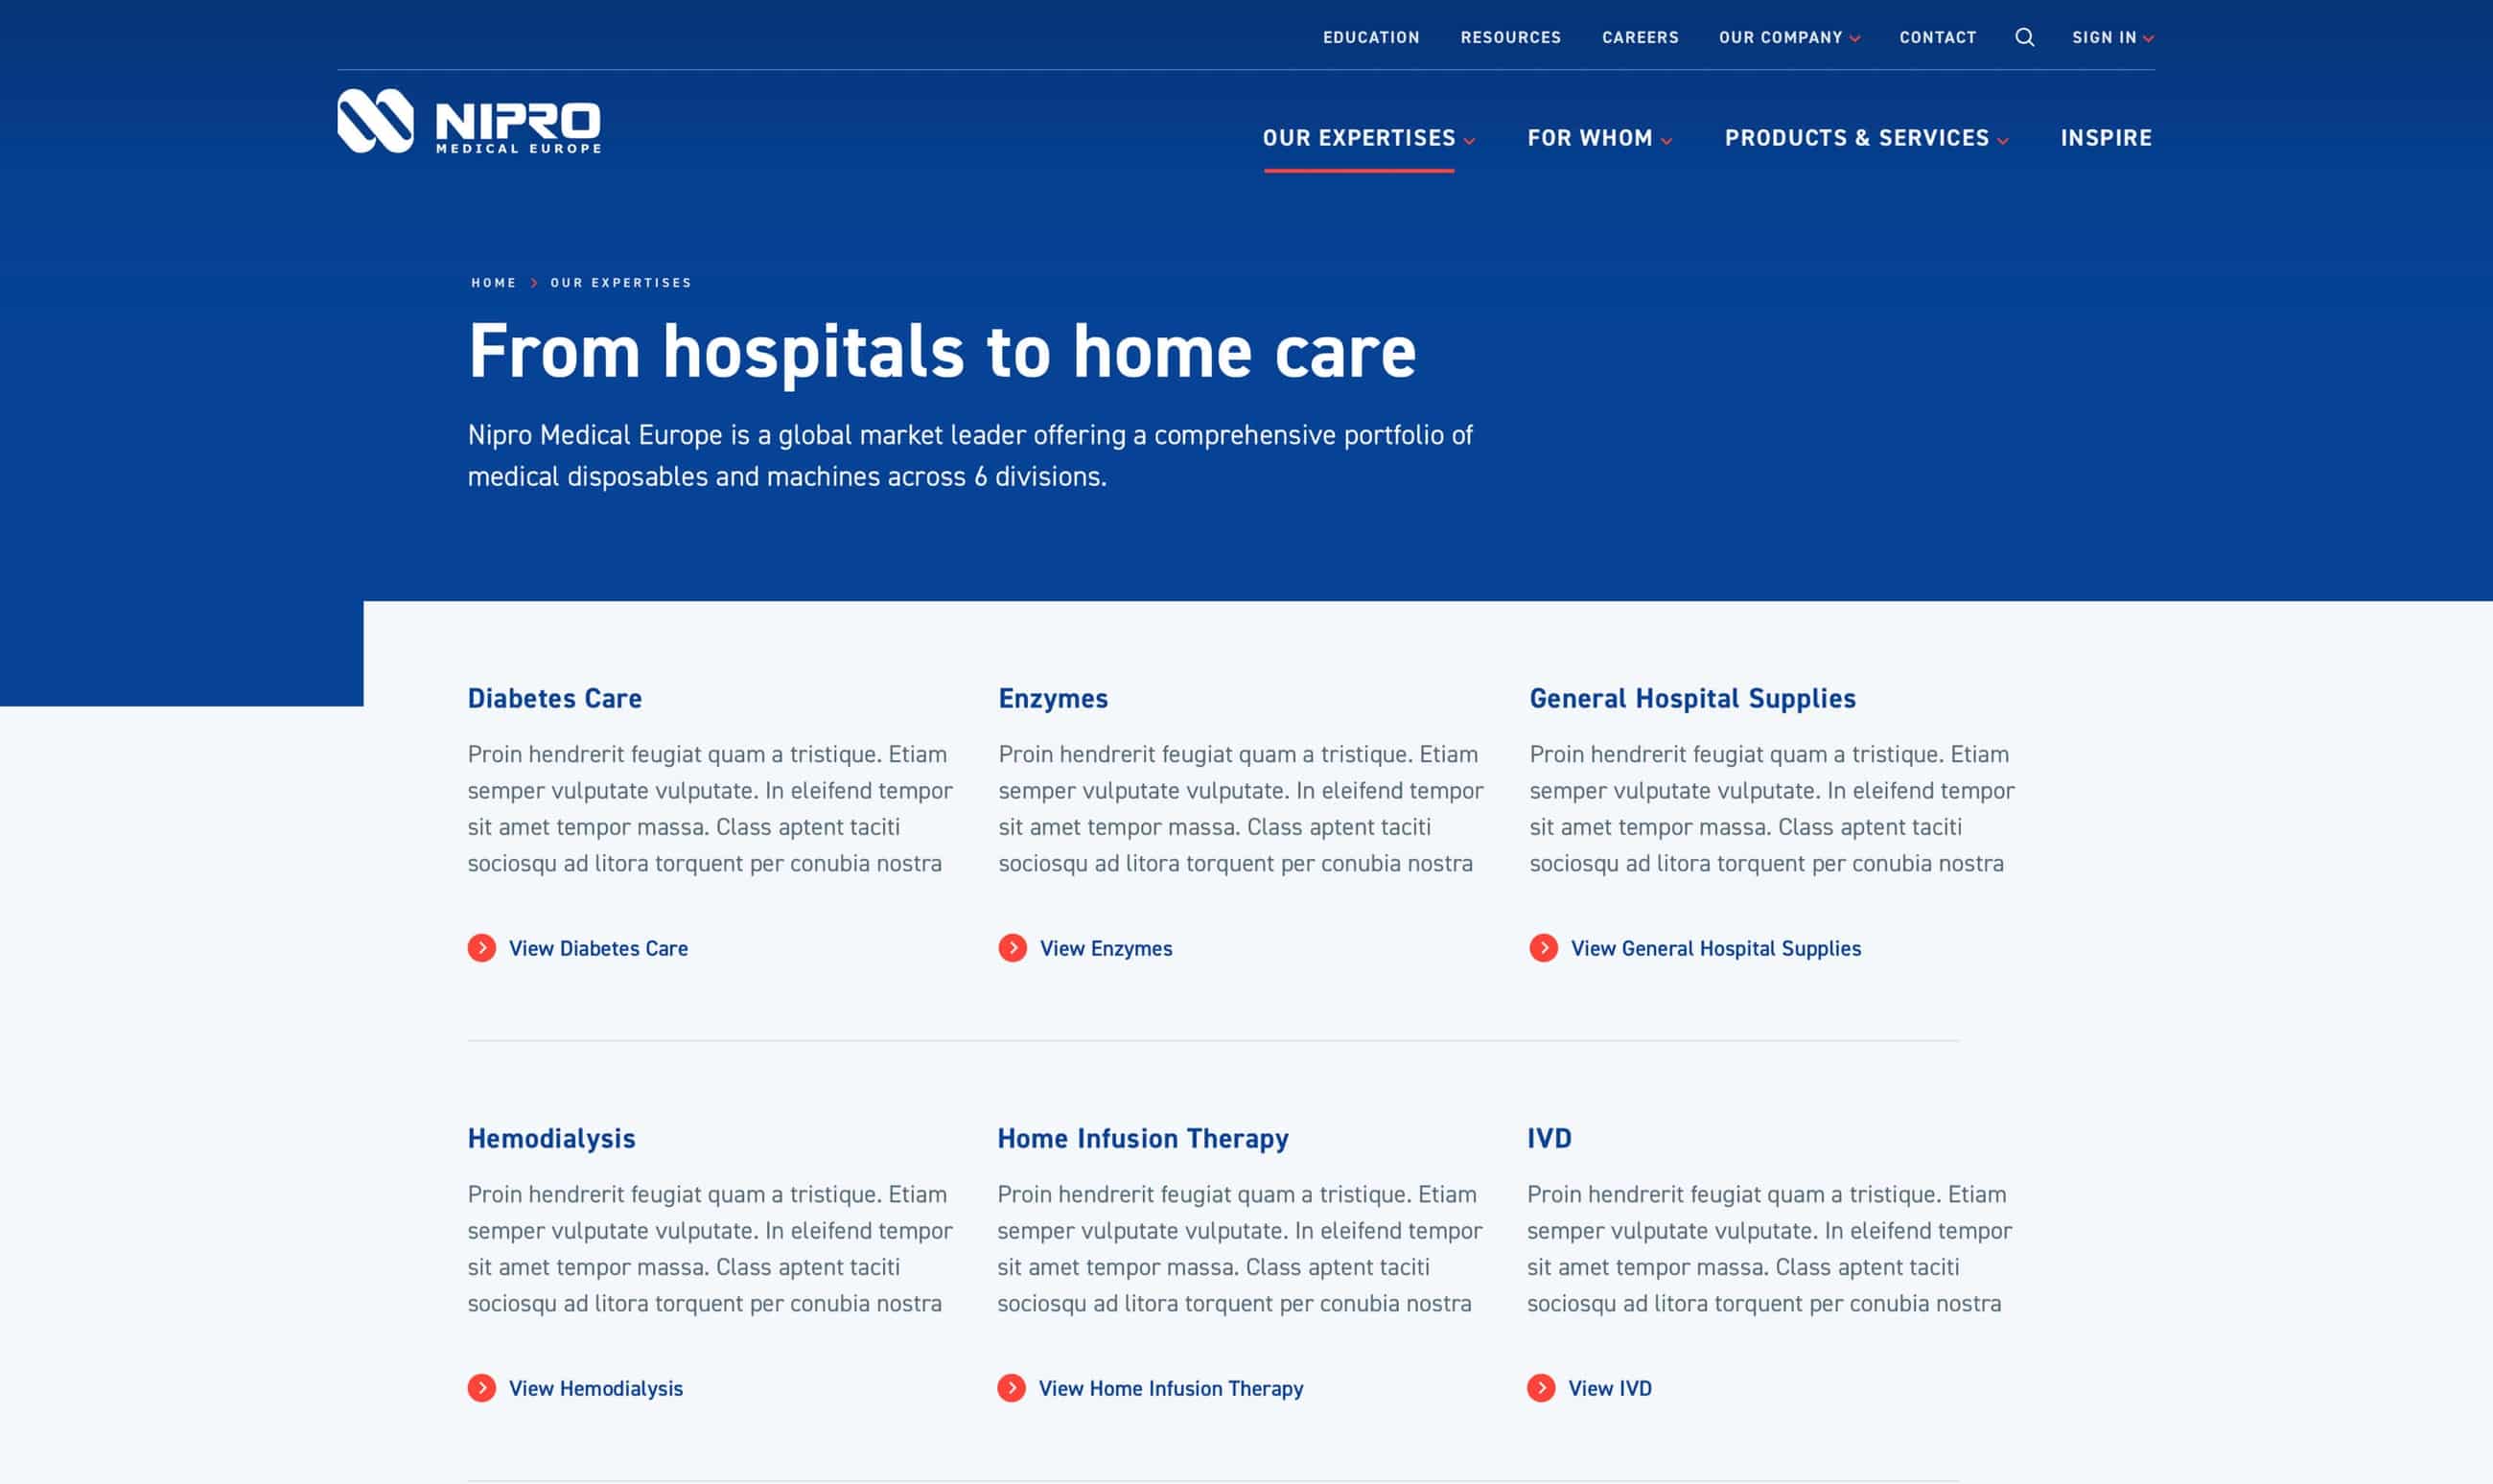 EDUCATION RESOURCES CAREERS OUR COMPANY CONTACT SIGN IN
NIPRO
MEDICAL EUROPE
OUR EXPERTISES FOR WHOM PRODUCTS & SERVICES INSPIRE
HOME > OUR EXPERTISES
From hospitals to home care
Nipro Medical Europe is a global market leader offering a comprehensive portfolio of
medical disposables and machines across 6 divisions.
Diabetes Care
Proin hendrerit feugiat quam a tristique. Etiam
semper vulputate vulputate. In eleifend tempor
sit amet tempor massa. Class aptent taciti
sociosqu ad litora torquent per conubia nostra
View Diabetes Care
Enzymes
Proin hendrerit feugiat quam a tristique. Etiam
semper vulputate vulputate. In eleifend tempor
sit amet tempor massa. Class aptent taciti
sociosqu ad litora torquent per conubia nostra
View Enzymes
General Hospital Supplies
Proin hendrerit feugiat quam a tristique. Etiam
semper vulputate vulputate. In eleifend tempor
sit amet tempor massa. Class aptent taciti
sociosqu ad litora torquent per conubia nostra
View General Hospital Supplies
Hemodialysis
Proin hendrerit feugiat quam a tristique. Etiam
semper vulputate vulputate. In eleifend tempor
sit amet tempor massa. Class aptent taciti
sociosqu ad litora torquent per conubia nostra
View Hemodialysis
Home Infusion Therapy
Proin hendrerit feugiat quam a tristique. Etiam
semper vulputate vulputate. In eleifend tempor
sit amet tempor massa. Class aptent taciti
sociosqu ad litora torquent per conubia nostra
View Home Infusion Therapy
IVD
Proin hendrerit feugiat quam a tristique. Etiam
semper vulputate vulputate. In eleifend tempor
sit amet tempor massa. Class aptent taciti
sociosqu ad litora torquent per conubia nostra
View IVD